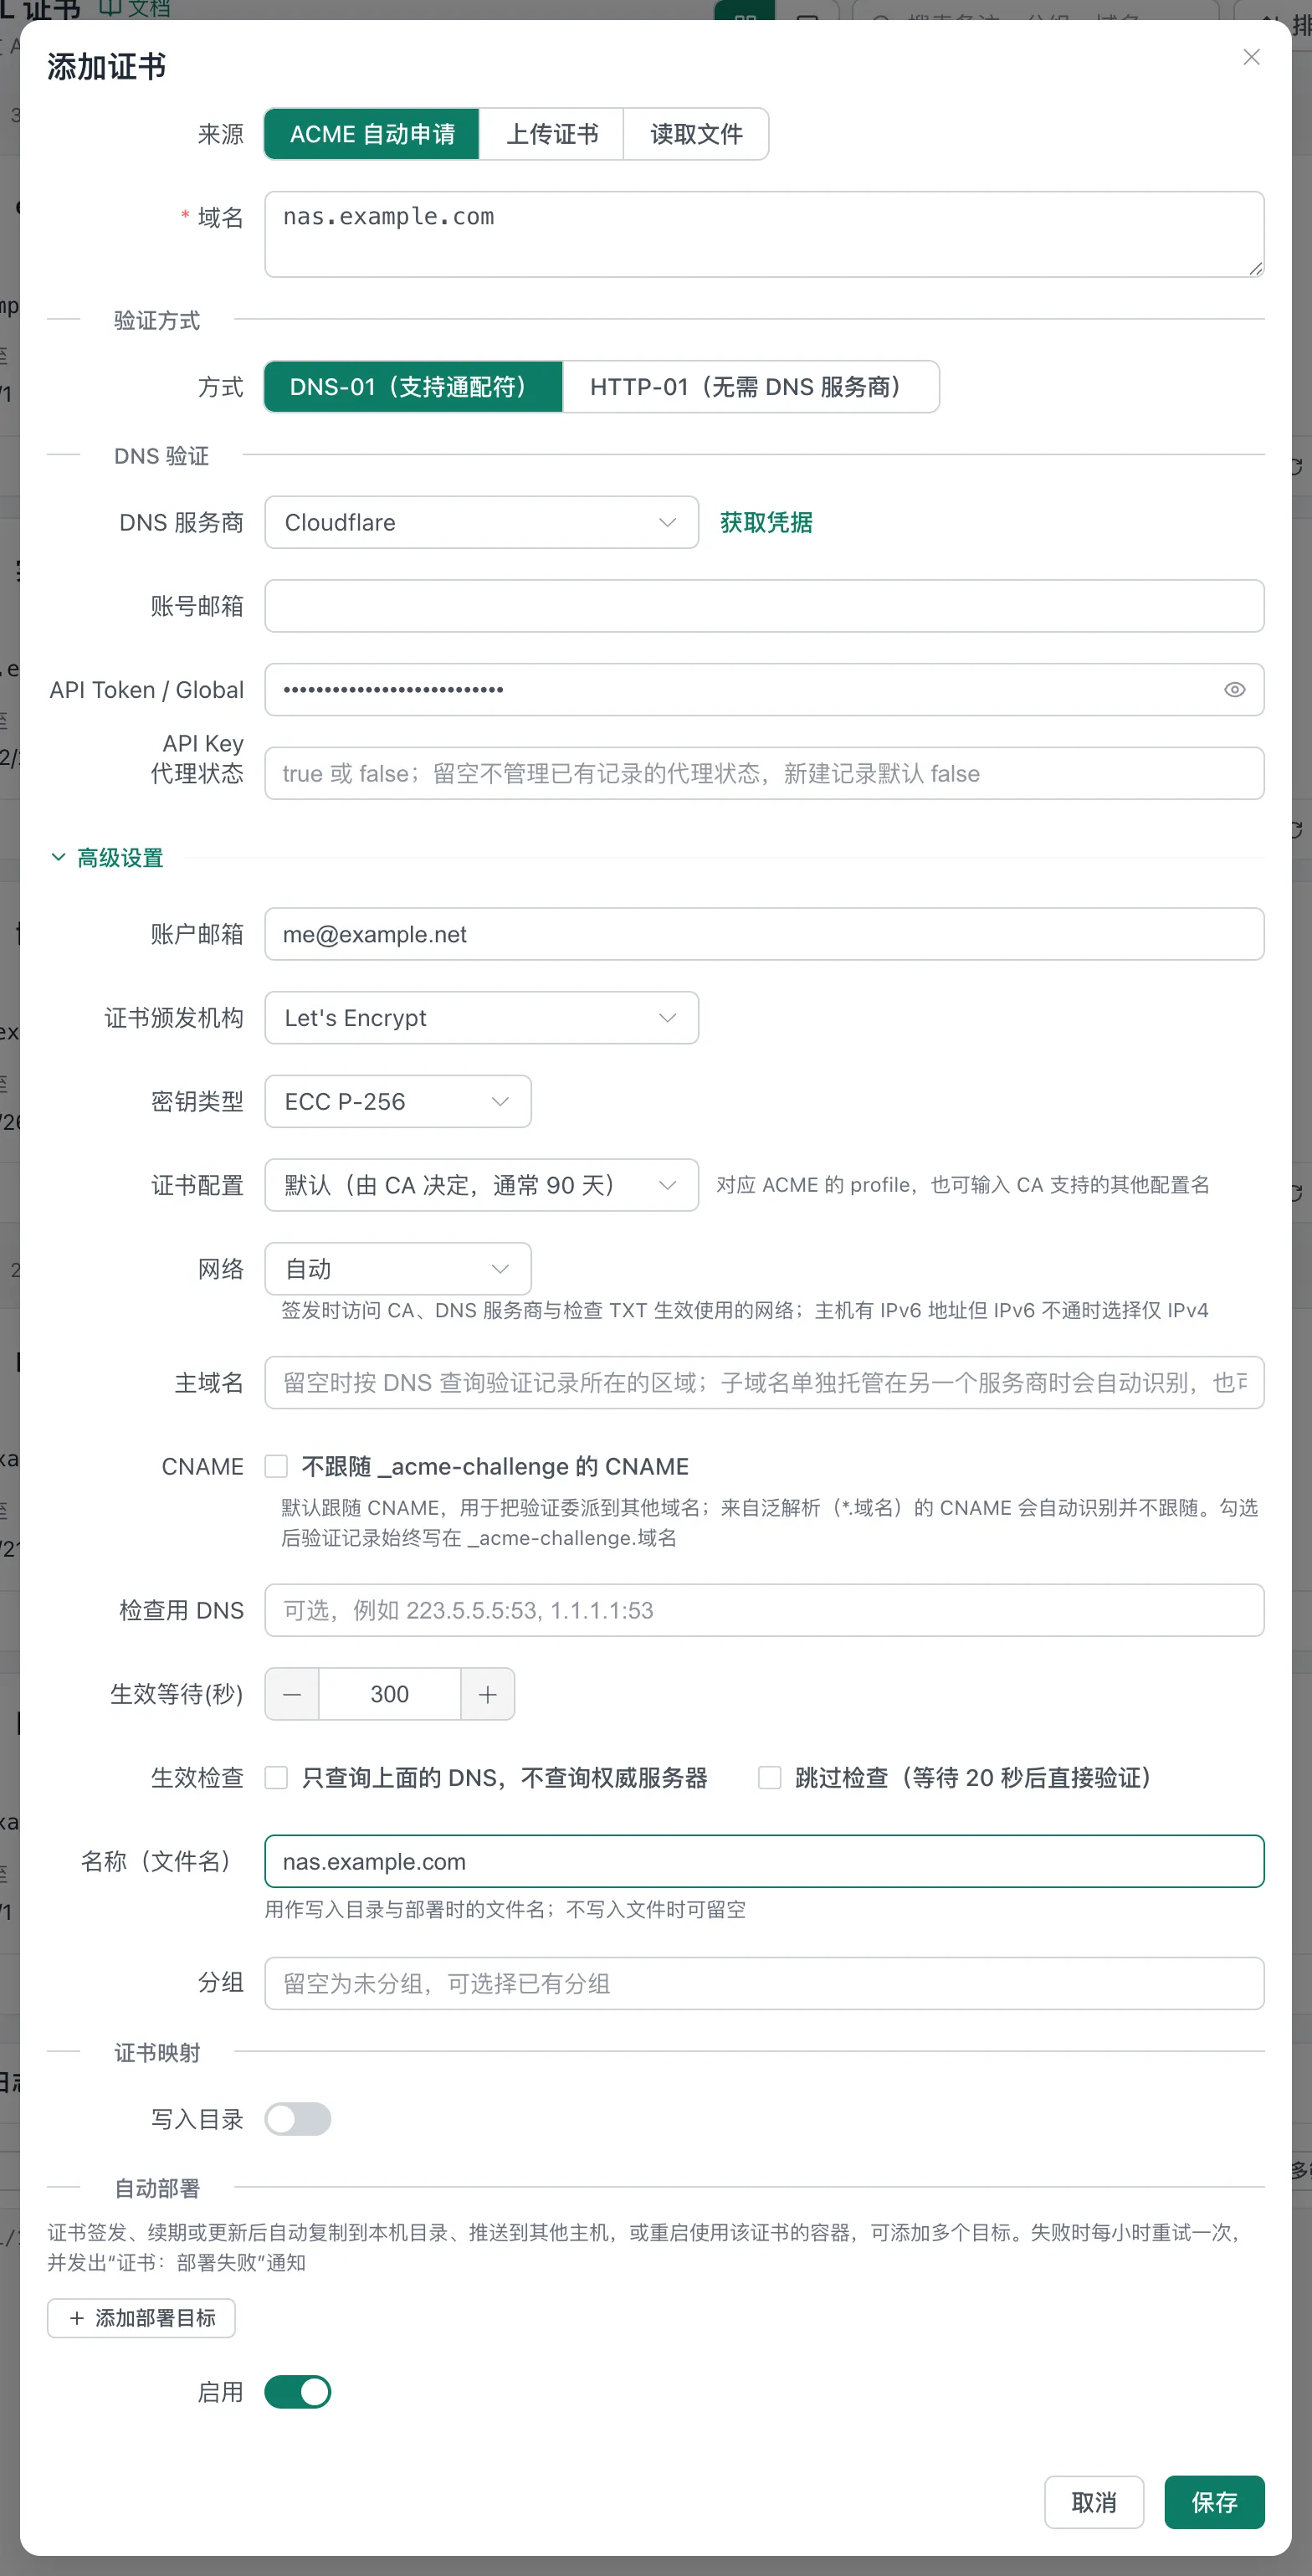 L 证书 文档
添加证书
来源 ACME 自动申请 上传证书 读取文件
* 域名 nas.example.com
验证方式
方式 DNS-01（支持通配符） HTTP-01（无需 DNS 服务商）
DNS 验证
DNS 服务商 Cloudflare 获取凭据
账号邮箱
API Token / Global •••••••••••••••••••••••••••
API Key
代理状态 true 或 false；留空不管理已有记录的代理状态，新建记录默认 false
高级设置
账户邮箱 me@example.net
证书颁发机构 Let's Encrypt
密钥类型 ECC P-256
证书配置 默认（由 CA 决定，通常 90 天） 对应 ACME 的 profile，也可输入 CA 支持的其他配置名
网络 自动
签发时访问 CA、DNS 服务商与检查 TXT 生效使用的网络；主机有 IPv6 地址但 IPv6 不通时选择仅 IPv4
主域名 留空时按 DNS 查询验证记录所在的区域；子域名单独托管在另一个服务商时会自动识别，也可
CNAME 不跟随 _acme-challenge 的 CNAME
默认跟随 CNAME，用于把验证委派到其他域名；来自泛解析（*.域名）的 CNAME 会自动识别并不跟随。勾选
后验证记录始终写在 _acme-challenge.域名
检查用 DNS 可选，例如 223.5.5.5:53, 1.1.1.1:53
生效等待(秒) 300
生效检查 只查询上面的 DNS，不查询权威服务器 跳过检查（等待 20 秒后直接验证）
名称（文件名） nas.example.com
用作写入目录与部署时的文件名；不写入文件时可留空
分组 留空为未分组，可选择已有分组
证书映射
写入目录
自动部署
证书签发、续期或更新后自动复制到本机目录、推送到其他主机，或重启使用该证书的容器，可添加多个目标。失败时每小时重试一次，
并发出“证书：部署失败”通知
+ 添加部署目标
启用
取消 保存